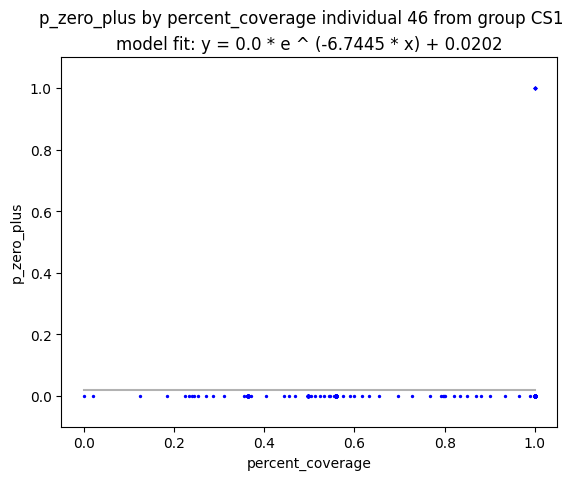 p_zero_plus by percent_coverage individual 46 from group CS1
model fit: y = 0.0 * e ^ (-6.7445 * x) + 0.0202
1.0
0.8
0.6
0.4
0.2
0.0
p_zero_plus
0.0 0.2 0.4 0.6 0.8 1.0
percent_coverage